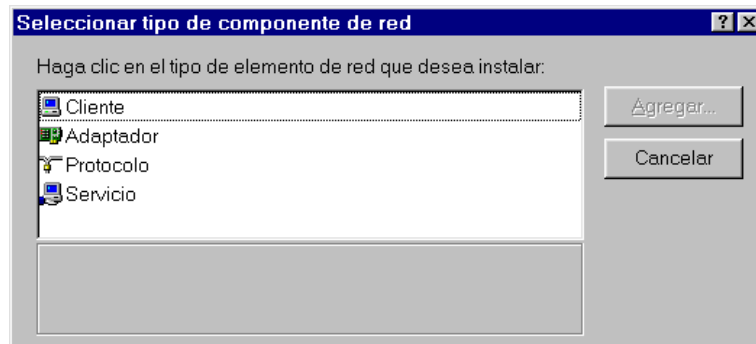 Seleccionar tipo de componente de red
Haga clic en el tipo de elemento de red que desea instalar:
Cliente
Adaptador
Protocolo
Servicio
Agregar...
Cancelar